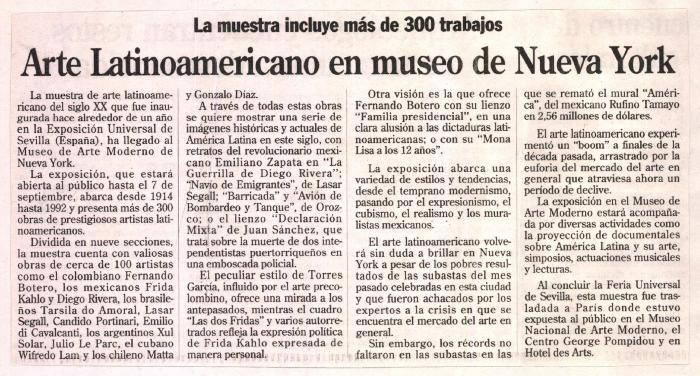 La muestra incluye más de 300 trabajos
Arte Latinoamericano en museo de Nueva York
La muestra de arte latinoame-
ricano del siglo XX que fue inau-
gurada hace alrededor de un año
en la Exposición Universal de
Sevilla (España), ha llegado al
Museo de Arte Moderno de
Nueva York.
La exposición, que estará
abierta al público hasta el 7 de
septiembre, abarca desde 1914
hasta 1992 y presenta más de 300
obras de prestigiosos artistas lati-
noamericanos.
Dividida en nueve secciones,
la muestra cuenta con valiosas
obras de cerca de 100 artistas
como el colombiano Fernando
Botero, los mexicanos Frida
Kahlo y Diego Rivera, los brasile-
ños Tarsila do Amoral, Lasar
Segall, Candido Portinari, Emilio
di Cavalcanti, los argentinos Xul
Solar, Julio Le Parc, el cubano
Wifredo Lam y los chileno Matta
y Gonzalo Díaz.
A través de todas estas obras
se quiere mostrar una serie de
imágenes históricas y actuales de
América Latina en este siglo, con
retratos del revolucionario mexi-
cano Emiliano Zapata en "La
Guerrilla de Diego Rivera";
"Navío de Emigrantes", de Lasar
Segall; "Barricada" y "Avión de
Bombardeo y Tanque", de Oroz-
co; o el lienzo "Declaración
Mixta" de Juan Sánchez, que
trata sobre la muerte de dos inde-
pendentistas puertorriqueños en
una emboscada policial.
El peculiar estilo de Torres
García, influido por el arte preco-
lombino, ofrece una mirada a los
antepasados, mientras el cuadro
"Las dos Fridas" y varios autorre-
tratos refleja la expresión política
de Frida Kahlo expresada de
manera personal.
Otra visión es la que ofrece
Fernando Botero con su lienzo
"Familia presidencial", en una
clara alusión a las dictaduras lati-
noamericanas; o con su "Mona
Lisa a los 12 años".
La exposición abarca una
variedad de estilos y tendencias,
desde el temprano modernismo,
pasando por el expresionismo, el
cubismo, el realismo y los mura-
listas mexicanos.
El arte latinoamericano volve-
rá sin duda a brillar en Nueva
York a pesar de los pobres resul-
tados de las subastas del mes
pasado celebradas en esta ciudad
y que fueron achacados por los
expertos a la crisis en que se
encuentra el mercado del arte en
general.
Sin embargo, los récords no
faltaron en las subastas en las
que se remató el mural "Améri-
ca", del mexicano Rufino Tamayo
en 2,56 millones de dólares.
El arte latinoamericano experi-
mentó un "boom" a finales de la
década pasada, arrastrado por la
euforia del mercado del arte en
general que atraviesa ahora un
período de declive.
La exposición en el Museo de
Arte Moderno estará acompaña-
da por diversas actividades como
la proyección de documentales
sobre América Latina y su arte,
simposios, actuaciones musicales
y lecturas.
Al concluir la Feria Universal
de Sevilla, esta muestra fue tras-
ladada a París donde estuvo
expuesta al público en el Museo
Nacional de Arte Moderno, el
Centro George Pompidou y en
Hotel des Arts.